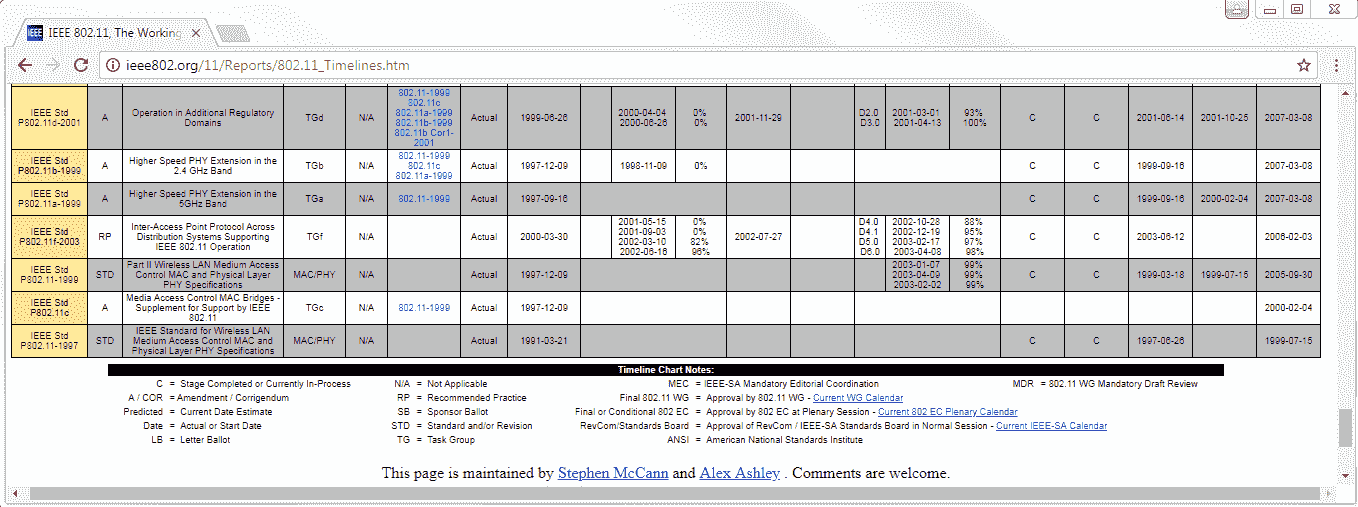 IEEE 802.11, The Working
ieee802.org/11/Reports/802.11_Timelines.htm
IEEE Std P802.11d-2001 A Operation in Additional Regulatory Domains TGd N/A 802.11-1999 802.11c 802.11a-1999 802.11b-1999 802.11b Cor1-2001 Actual 1999-06-26 2000-04-04 2000-06-26 0% 0% 2001-11-29 D2.0 D3.0 2001-03-01 2001-04-13 93% 100% C C 2001-06-14 2001-10-25 2007-03-08
IEEE Std P802.11b-1999 A Higher Speed PHY Extension in the 2.4 GHz Band TGb N/A 802.11-1999 802.11c 802.11a-1999 Actual 1997-12-09 1998-11-09 0% C C 1999-09-16 2007-03-08
IEEE Std P802.11a-1999 A Higher Speed PHY Extension in the 5GHz Band TGa N/A 802.11-1999 Actual 1997-09-16 C C 1999-09-16 2000-02-04 2007-03-08
IEEE Std P802.11f-2003 RP Inter-Access Point Protocol Across Distribution Systems Supporting IEEE 802.11 Operation TGf N/A Actual 2000-03-30 2001-05-15 2001-09-03 2002-03-10 2002-06-16 0% 0% 82% 96% 2002-07-27 D4.0 D4.1 D5.0 D6.0 2002-10-28 2002-12-19 2003-02-17 2003-04-08 88% 95% 97% 98% C C 2003-06-12 2006-02-03
IEEE Std P802.11-1999 STD Part II Wireless LAN Medium Access Control MAC and Physical Layer PHY Specifications MAC/PHY N/A Actual 1997-12-09 2003-01-07 2003-04-09 2003-02-02 99% 99% 99% C C 1999-03-18 1999-07-15 2005-09-30
IEEE Std P802.11c A Media Access Control MAC Bridges - Supplement for Support by IEEE 802.11 TGc N/A 802.11-1999 Actual 1997-12-09 2000-02-04
IEEE Std P802.11-1997 STD IEEE Standard for Wireless LAN Medium Access Control MAC and Physical Layer PHY Specifications MAC/PHY N/A Actual 1991-03-21 C C 1997-06-26 1999-07-15
Timeline Chart Notes:
C = Stage Completed or Currently In-Process N/A = Not Applicable MEC = IEEE-SA Mandatory Editorial Coordination MDR = 802.11 WG Mandatory Draft Review
A / COR = Amendment / Corrigendum RP = Recommended Practice Final 802.11 WG = Approval by 802.11 WG - Current WG Calendar
Predicted = Current Date Estimate SB = Sponsor Ballot Final or Conditional 802 EC = Approval by 802 EC at Plenary Session - Current 802 EC Plenary Calendar
Date = Actual or Start Date STD = Standard and/or Revision RevCom/Standards Board = Approval of RevCom / IEEE-SA Standards Board in Normal Session - Current IEEE-SA Calendar
LB = Letter Ballot TG = Task Group ANSI = American National Standards Institute
This page is maintained by Stephen McCann and Alex Ashley . Comments are welcome.